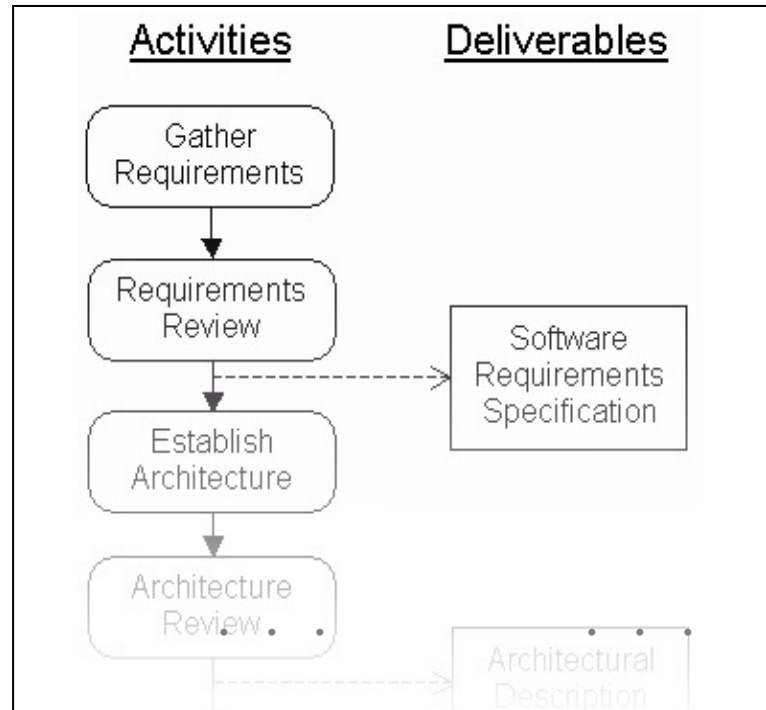 Activities
Deliverables
Gather
Requirements
Requirements
Review
Software
Requirements
Specification
Establish
Architecture
Architecture
Review
Architectural
Description